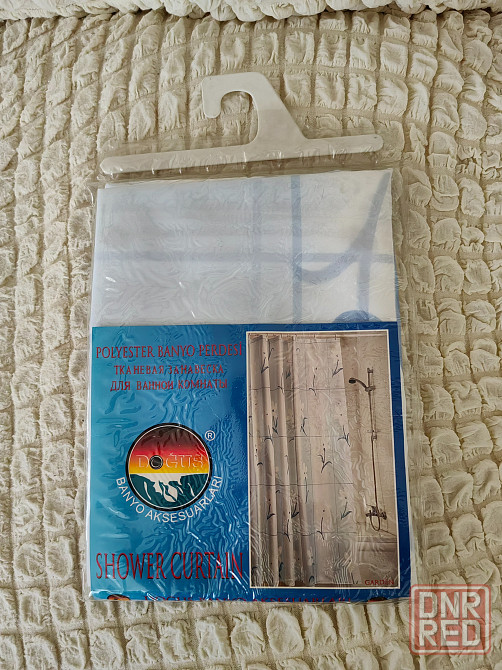 POLYESTER BANYO PERDESİ
ТКАНЕВАЯ ЗАНАВЕСКА
ДЛЯ ВАННОЙ КОМНАТЫ
DOĞUŞ
®
BANYO AKSESUARLARI
SHOWER CURTAIN
DNR
RED